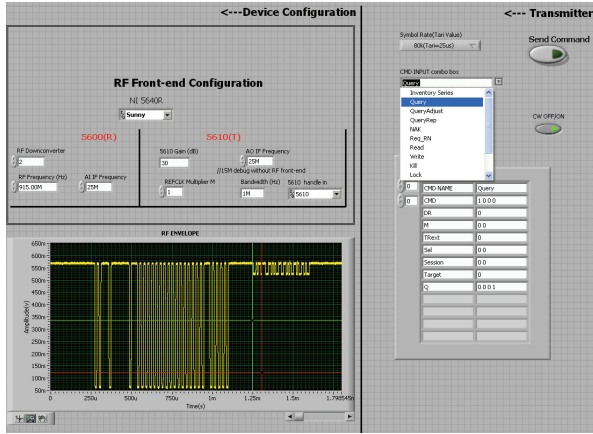 <---Device Configuration
<--- Transmitter
Symbol Rate(Tari Value)
80k(Tari=25us)
Send Command
CMD INPUT combo box
Query
Inventory Series
Query
QueryAdjust
QueryRep
NAK
Req_RN
Read
Write
Kill
Lock
CW OFF/ON
RF Front-end Configuration
NI 5640R
Sunny
5600(R)
5610(T)
RF Downconverter
2
RF Frequency (Hz)
915.00M
AI IF Frequency
25M
5610 Gain (dB)
30
AO IF Frequency
25M
//15M debug without RF front-end
REFCLK Multiplier M
1
Bandwidth (Hz)
1M
5610 handle in
5610
0
0
CMD NAME Query
CMD 1 0 0 0
DR 0
M 0 0
TRext 0
Sel 0 0
Session 0 0
Target 0
Q 0 0 0 1
RF ENVELOPE
Amplitude(v)
650m
600m
550m
500m
450m
400m
350m
300m
250m
200m
150m
100m
50m
0 250u 500u 750u 1m 1.25m 1.5m 1.798545m
Time(s)